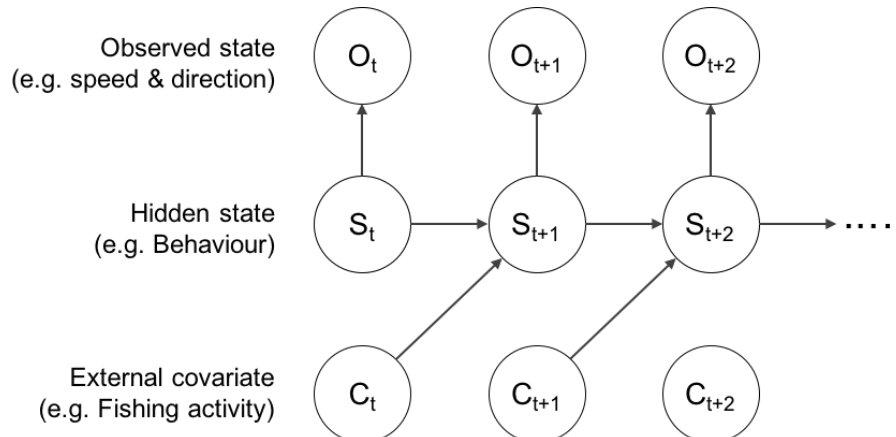 Observed state
(e.g. speed & direction)
Oₜ Oₜ₊₁ Oₜ₊₂
Hidden state
(e.g. Behaviour)
Sₜ Sₜ₊₁ Sₜ₊₂ ....
External covariate
(e.g. Fishing activity)
Cₜ Cₜ₊₁ Cₜ₊₂